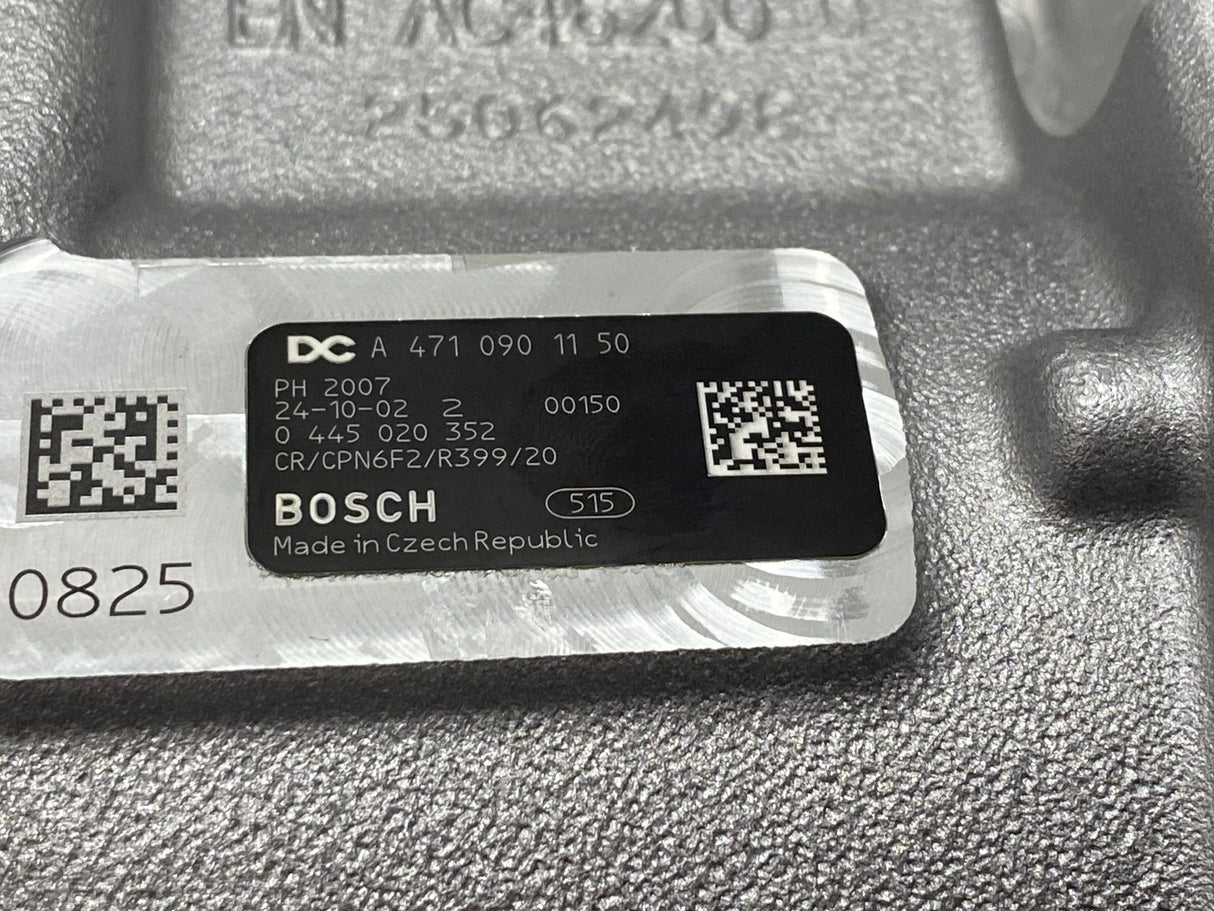 DC A 471 090 11 50
PH 2007
24-10-02 2 00150
0 445 020 352
CR/CPN6F2/R399/20
BOSCH 515
Made in Czech Republic
0825